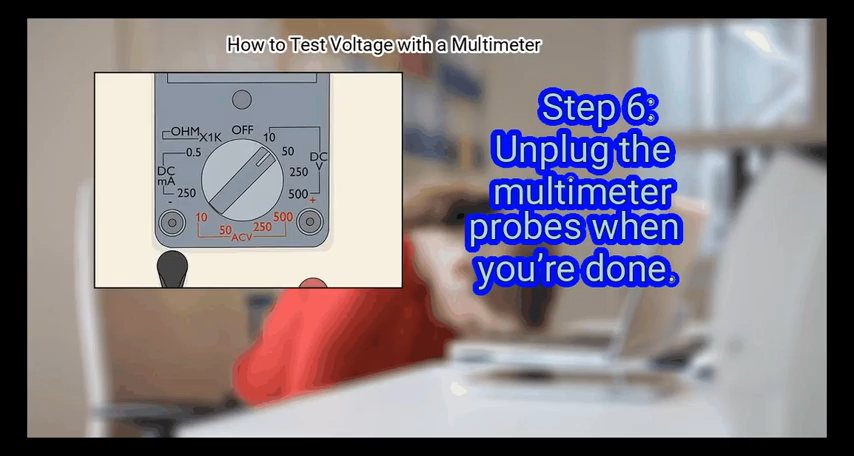 How to Test Voltage with a Multimeter
Step 6:
Unplug the
multimeter
probes when
you're done.
OFF
OHM X1K
10
0.5
50
DC
V
DC
mA
250
250
500
-
+
10
50
250
500
ACV